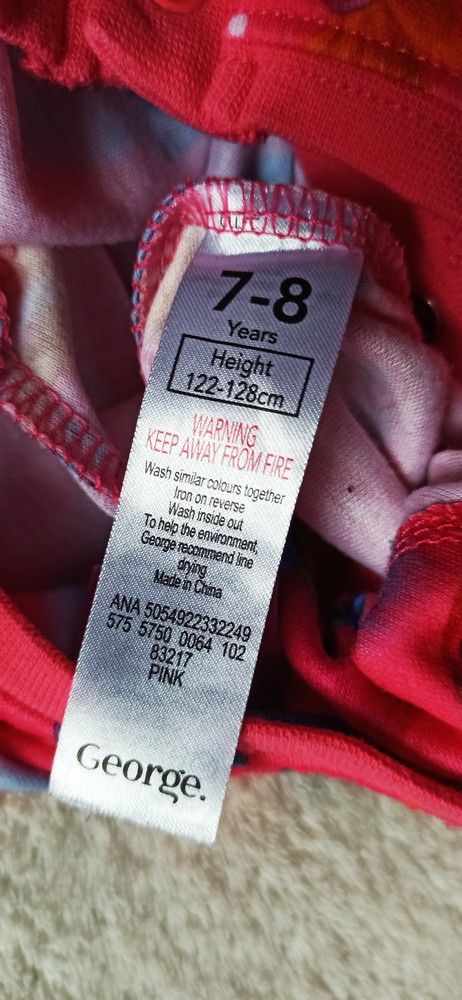 7-8
Years
Height
122-128cm
WARNING
KEEP AWAY FROM FIRE
Wash similar colours together
Iron on reverse
Wash inside out
To help the environment,
George recommend line
drying
Made in China
ANA 5054922332249
575 5750 0064 102
83217
PINK
George.